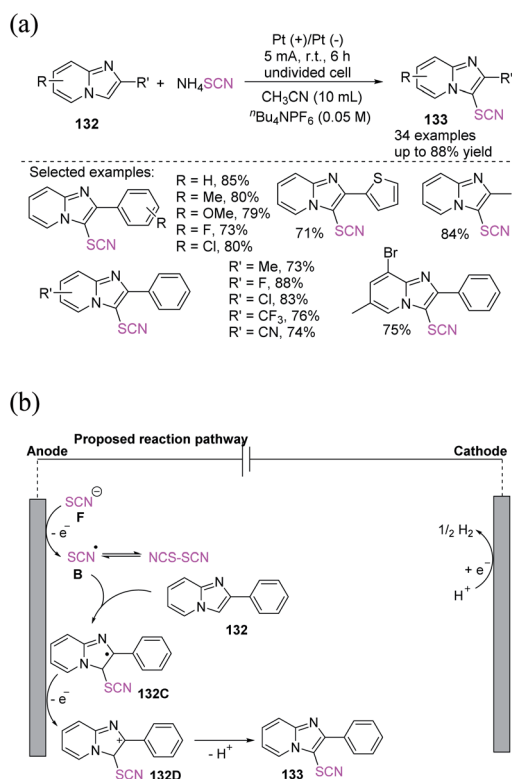 (a)
Pt (+)/Pt (-)
5 mA, r.t., 6 h
undivided cell
CH3CN (10 mL)
nBu4NPF6 (0.05 M)
R
N
N
R'
132
+
NH4SCN
R
N
N
R'
SCN
133
34 examples
up to 88% yield
Selected examples:
N
N
SCN
R
R = H, 85%
R = Me, 80%
R = OMe, 79%
R = F, 73%
R = Cl, 80%
N
N
S
SCN
71%
N
N
SCN
84%
R'
N
N
SCN
R' = Me, 73%
R' = F, 88%
R' = Cl, 83%
R' = CF3, 76%
R' = CN, 74%
Br
N
N
Me
SCN
75%
(b)
Proposed reaction pathway
Anode
Cathode
SCN⊖
F
- e-
SCN•
B
NCS-SCN
N
N
132
N
N
•
SCN
132C
- e-
N
N
+
SCN
132D
- H+
N
N
SCN
133
1/2 H2
+ e-
H+